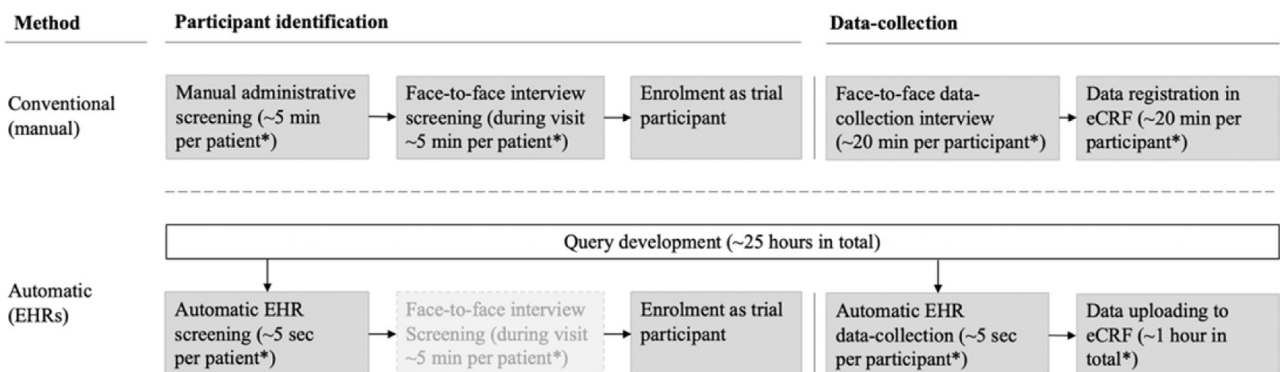 Method
Participant identification
Data-collection
Conventional
(manual)
Manual administrative
screening (~5 min
per patient*)
Face-to-face interview
screening (during visit
~5 min per patient*)
Enrolment as trial
participant
Face-to-face data-
collection interview
(~20 min per participant*)
Data registration in
eCRF (~20 min per
participant*)
Query development (~25 hours in total)
Automatic
(EHRs)
Automatic EHR
screening (~5 sec
per patient*)
Face-to-face interview
Screening (during visit
~5 min per patient*)
Enrolment as trial
participant
Automatic EHR
data-collection (~5 sec
per participant*)
Data uploading to
eCRF (~1 hour in
total*)